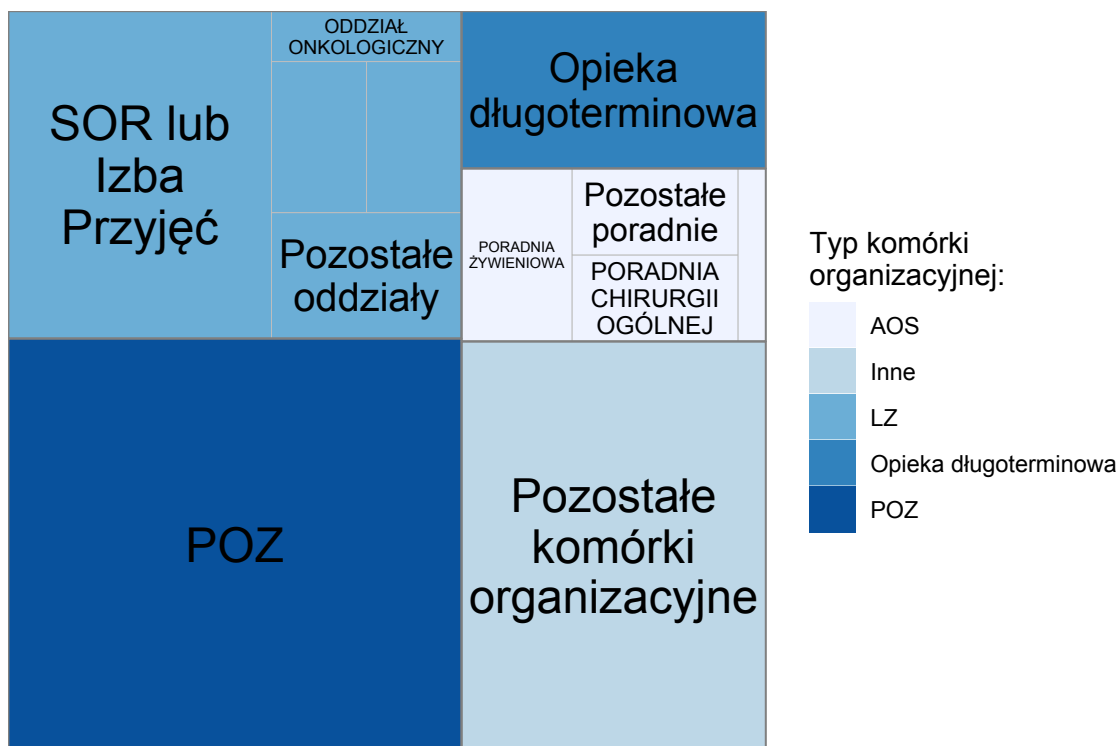 ODDZIAŁ
ONKOLOGICZNY
SOR lub
Izba
Przyjęć
Pozostałe
oddziały
Opieka
długoterminowa
PORADNIA
ŻYWIENIOWA
Pozostałe
poradnie
PORADNIA
CHIRURGII
OGÓLNEJ
POZ
Pozostałe
komórki
organizacyjne
Typ komórki
organizacyjnej:
AOS
Inne
LZ
Opieka długoterminowa
POZ